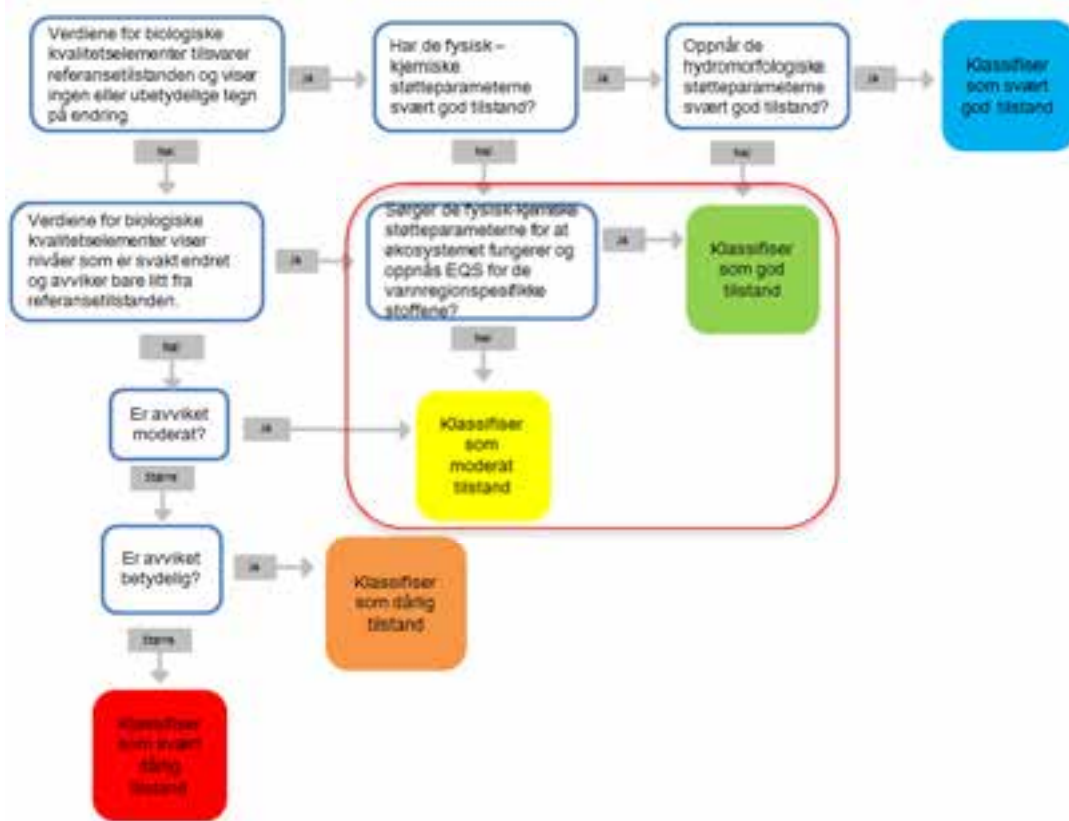 Verdiene for biologiske
kvalitetselementer tilsvarer
referansetilstanden og viser
ingen eller ubetydelige tegn
på endring
Ja
Har de fysisk –
kjemiske
støtteparameterne
svært god tilstand?
Ja
Oppnår de
hydromorfologiske
støtteparameterne
svært god tilstand?
Ja
Klassifiser
som svært
god tilstand
Nei
Nei
Nei
Verdiene for biologiske
kvalitetselementer viser
nivåer som er svakt endret
og avviker bare litt fra
referansetilstanden.
Ja
Sørger de fysisk-kjemiske
støtteparameterne for at
økosystemet fungerer og
oppnås EQS for de
vannregionspesifikke
stoffene?
Ja
Klassifiser
som god
tilstand
Nei
Nei
Er avviket
moderat?
Ja
Klassifiser
som
moderat
tilstand
Større
Er avviket
betydelig?
Ja
Klassifiser
som dårlig
tilstand
Større
Klassifiser
som svært
dårlig
tilstand